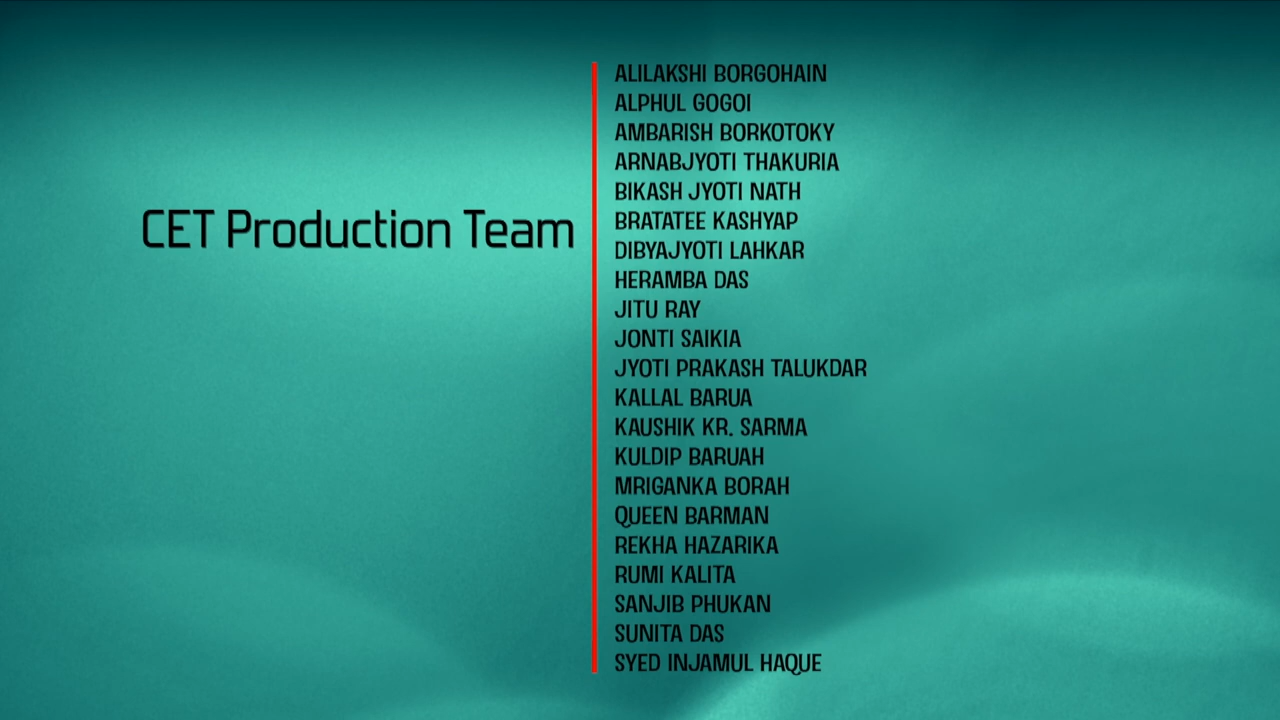 CET Production Team
ALILAKSHI BORGOHAIN
ALPHUL GOGOI
AMBARISH BORKOTOKY
ARNABJYOTI THAKURIA
BIKASH JYOTI NATH
BRATATEE KASHYAP
DIBYAJYOTI LAHKAR
HERAMBA DAS
JITU RAY
JONTI SAIKIA
JYOTI PRAKASH TALUKDAR
KALLAL BARUA
KAUSHIK KR. SARMA
KULDIP BARUAH
MRIGANKA BORAH
QUEEN BARMAN
REKHA HAZARIKA
RUMI KALITA
SANJIB PHUKAN
SUNITA DAS
SYED INJAMUL HAQUE